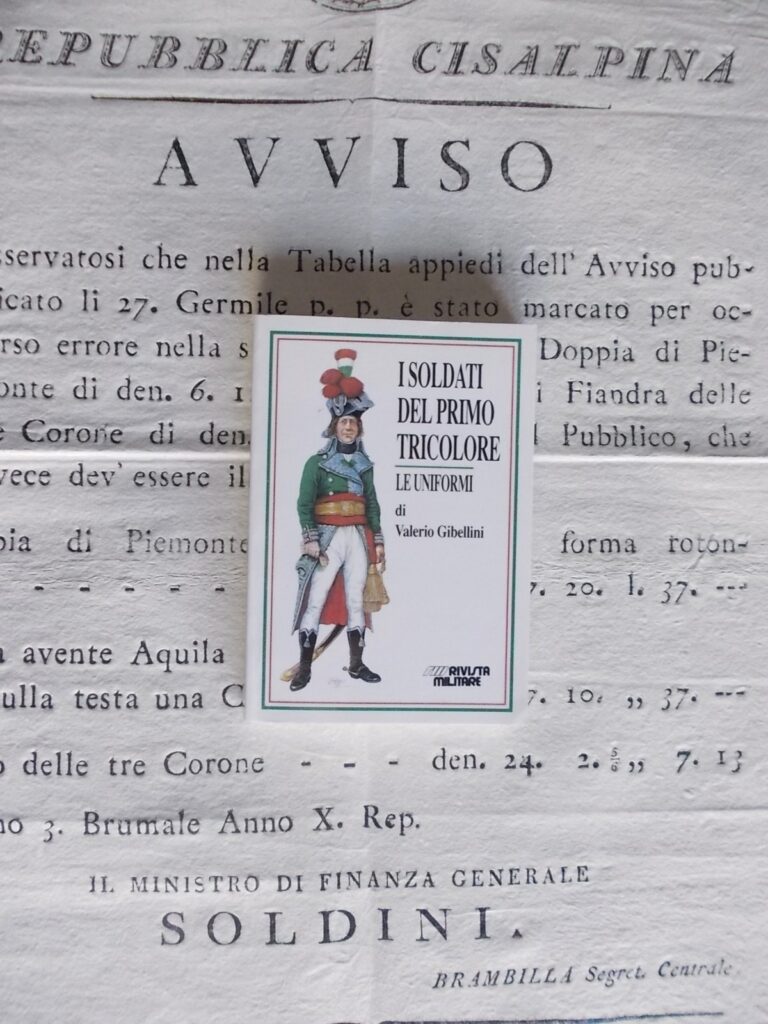 REPUBBLICA CISALPINA
AVVISO
sservatosi che nella Tabella appiedi dell' Avviso pub-
icato li 27. Germile p. p. è stato marcato per oc-
rso errore nella s Doppia di Pie-
onte di den. 6. 1 i Fiandra delle
e Corone di den. l Pubblico, che
vece dev' essere il
I SOLDATI
DEL PRIMO
TRICOLORE
LE UNIFORMI
di
Valerio Gibellini
RIVISTA
MILITARE
pia di Piemonte forma roton-
- - - - - - 7. 20. l. 37. ---
a avente Aquila
ulla testa una C 7. 10. ,, 37. ---
o delle tre Corone - - - den. 24. 2. 5/6 ,, 7. 13
no 3. Brumale Anno X. Rep.
IL MINISTRO DI FINANZA GENERALE
SOLDINI.
BRAMBILLA Segret. Centrale.